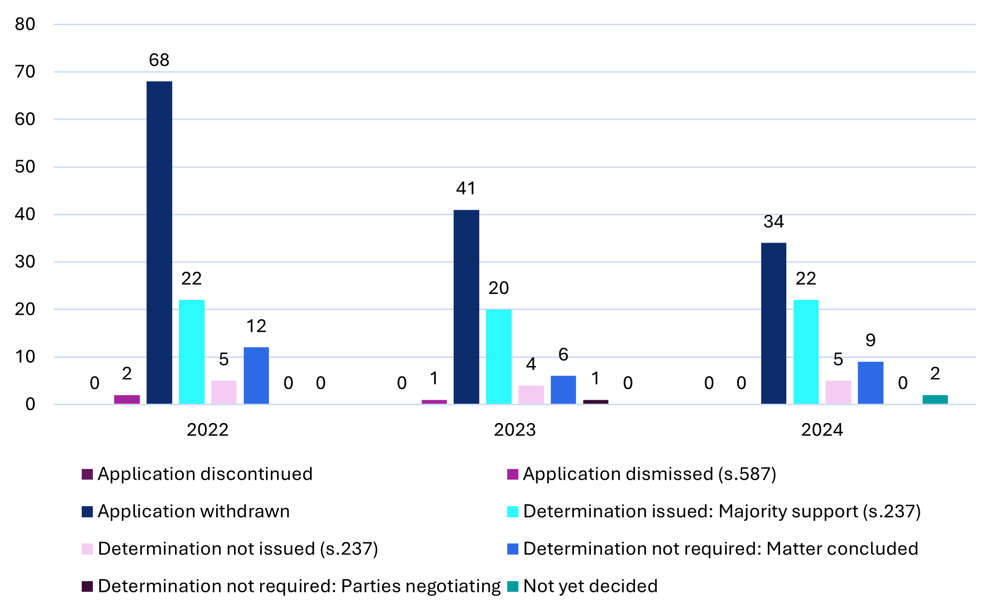 80
70
60
50
40
30
20
10
0
0 2 68 22 5 12 0 0
0 1 41 20 4 6 1 0
0 0 34 22 5 9 0 2
2022 2023 2024
Application discontinued
Application dismissed (s.587)
Application withdrawn
Determination issued: Majority support (s.237)
Determination not issued (s.237)
Determination not required: Matter concluded
Determination not required: Parties negotiating
Not yet decided